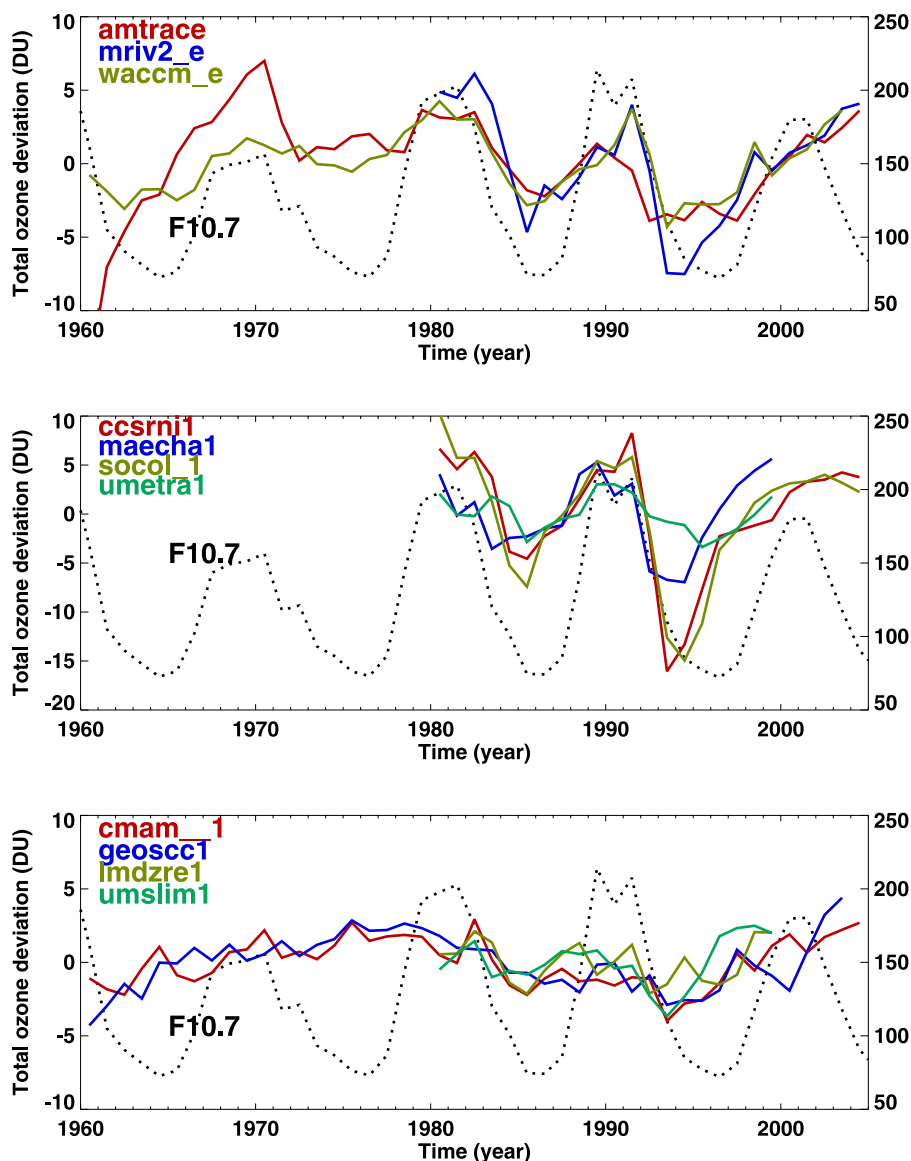 10
5
0
-5
-10
Total ozone deviation (DU)
amtrace
mriv2_e
waccm_e
F10.7
250
200
150
100
50
1960
1970
1980
1990
2000
Time (year)
10
5
0
-5
-10
-15
-20
Total ozone deviation (DU)
ccsrni1
maecha1
socol_1
umetra1
F10.7
250
200
150
100
50
1960
1970
1980
1990
2000
Time (year)
10
5
0
-5
-10
Total ozone deviation (DU)
cmam__1
geoscc1
lmdzre1
umslim1
F10.7
250
200
150
100
50
1960
1970
1980
1990
2000
Time (year)